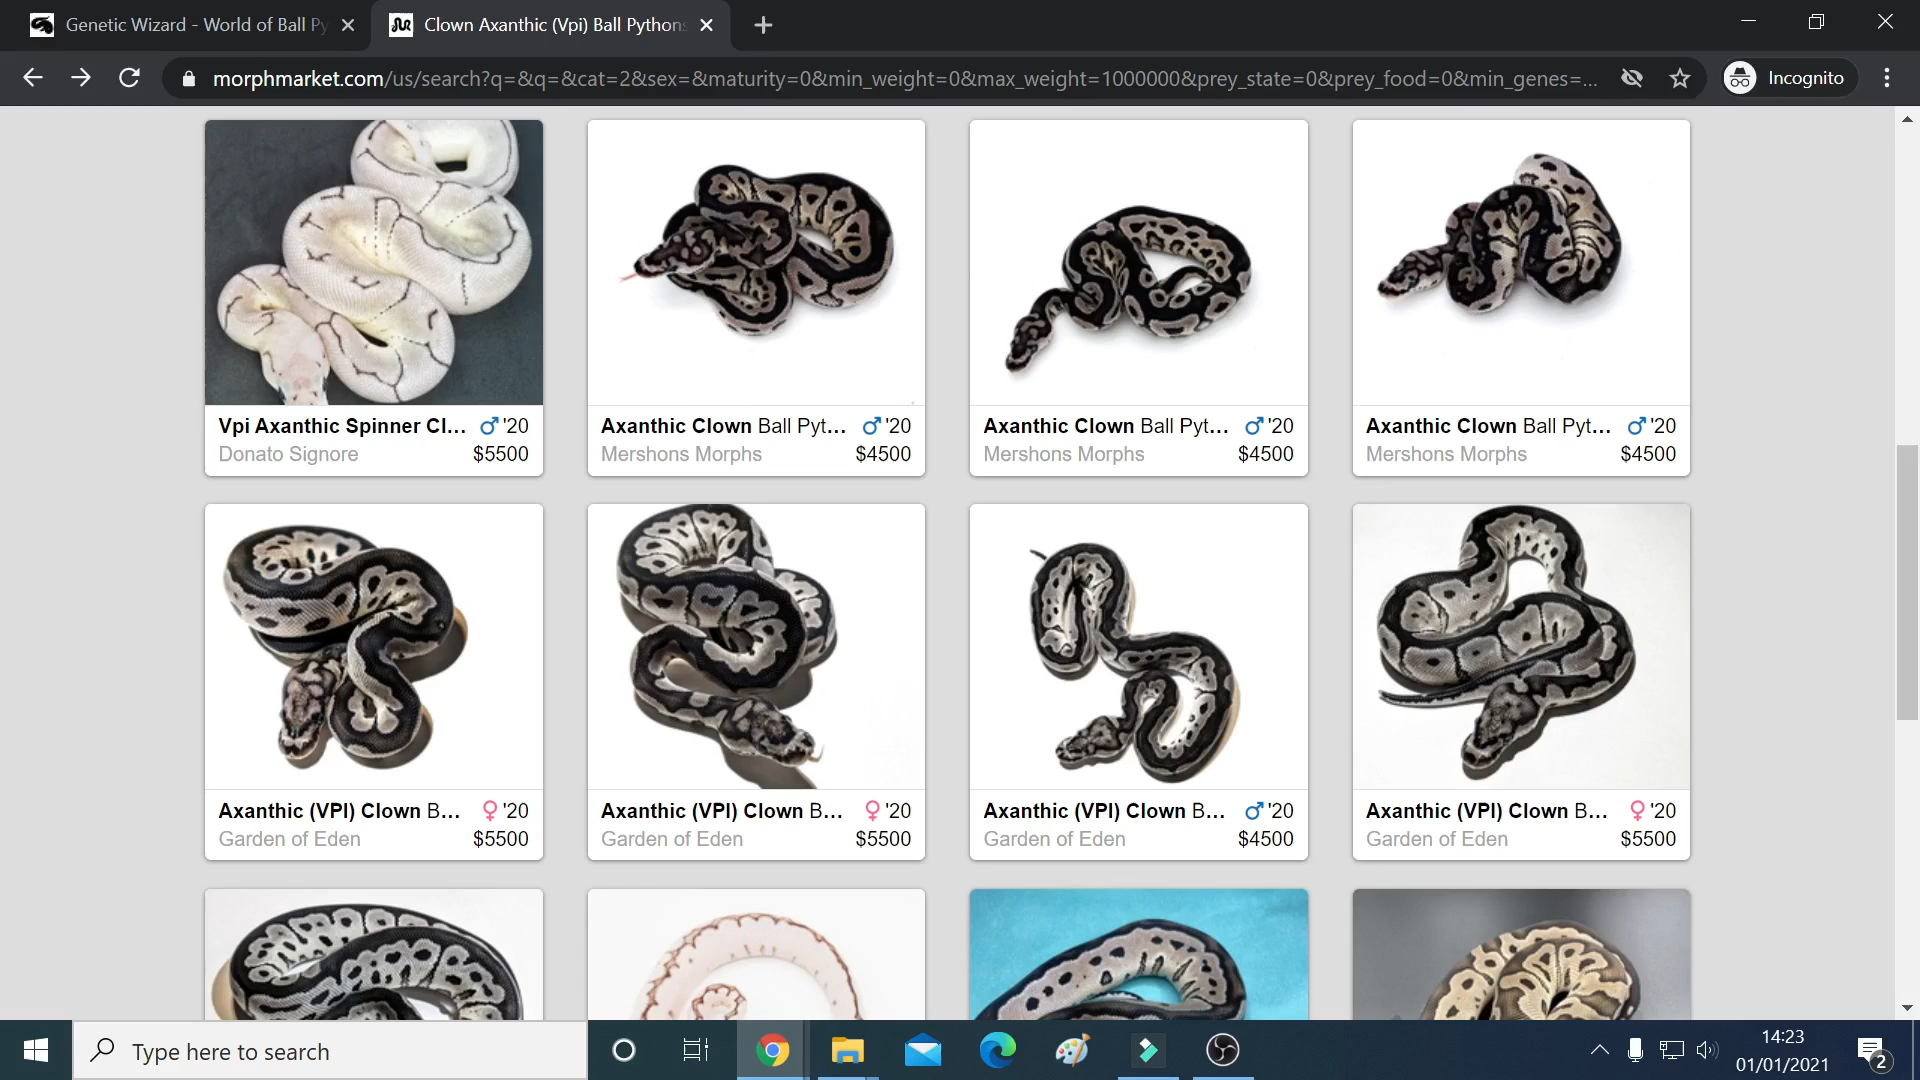 Genetic Wizard - World of Ball Py
Clown Axanthic (Vpi) Ball Pythons
morphmarket.com/us/search?q=&q=&cat=2&sex=&maturity=0&min_weight=0&max_weight=1000000&prey_state=0&prey_food=0&min_genes=...
Incognito
Vpi Axanthic Spinner Cl... ♂ '20
Donato Signore $5500
Axanthic Clown Ball Pyt... ♂ '20
Mershons Morphs $4500
Axanthic Clown Ball Pyt... ♂ '20
Mershons Morphs $4500
Axanthic Clown Ball Pyt... ♂ '20
Mershons Morphs $4500
Axanthic (VPI) Clown B... ♀ '20
Garden of Eden $5500
Axanthic (VPI) Clown B... ♀ '20
Garden of Eden $5500
Axanthic (VPI) Clown B... ♂ '20
Garden of Eden $4500
Axanthic (VPI) Clown B... ♀ '20
Garden of Eden $5500
Type here to search
14:23
01/01/2021
2